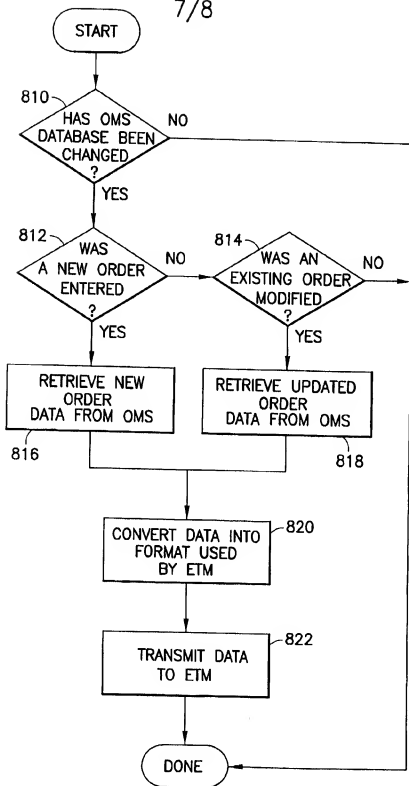 7/8
START
810
HAS OMS
DATABASE BEEN
CHANGED
?
NO
YES
812
WAS
A NEW ORDER
ENTERED
?
NO
YES
814
WAS AN
EXISTING ORDER
MODIFIED
?
NO
YES
RETRIEVE NEW
ORDER
DATA FROM OMS
816
RETRIEVE UPDATED
ORDER
DATA FROM OMS
818
CONVERT DATA INTO
FORMAT USED
BY ETM
820
TRANSMIT DATA
TO ETM
822
DONE